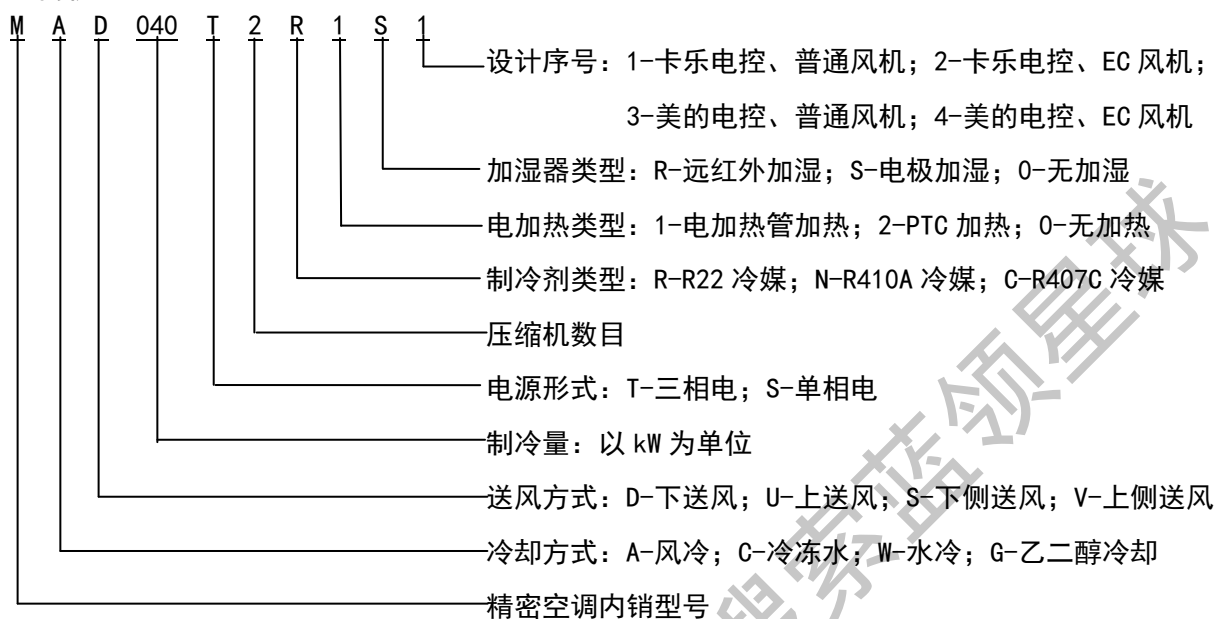 M A D 040 T 2 R 1 S 1
设计序号：1-卡乐电控、普通风机；2-卡乐电控、EC 风机；
3-美的电控、普通风机；4-美的电控、EC 风机
加湿器类型：R-远红外加湿；S-电极加湿；0-无加湿
电加热类型：1-电加热管加热；2-PTC 加热；0-无加热
制冷剂类型：R-R22 冷媒；N-R410A 冷媒；C-R407C 冷媒
压缩机数目
电源形式：T-三相电；S-单相电
制冷量：以 kW 为单位
送风方式：D-下送风；U-上送风；S-下侧送风；V-上侧送风
冷却方式：A-风冷；C-冷冻水；W-水冷；G-乙二醇冷却
精密空调内销型号
搜索蓝领星球